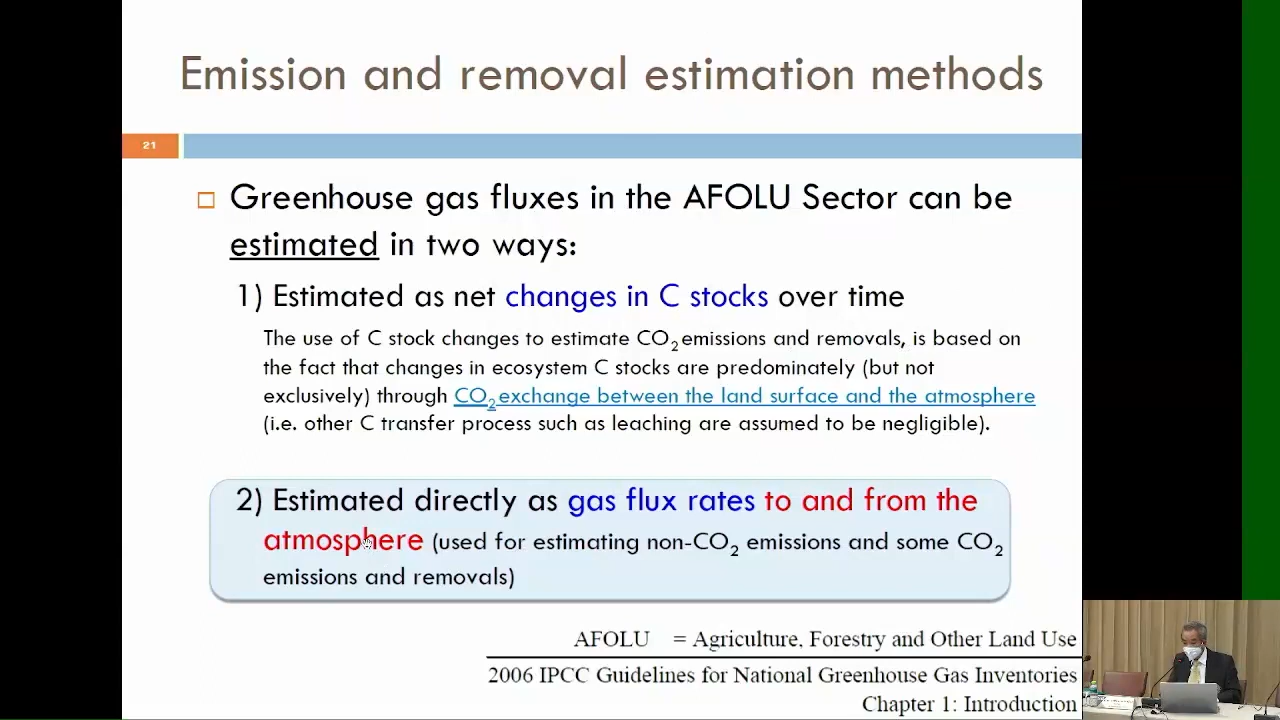 Emission and removal estimation methods
21
Greenhouse gas fluxes in the AFOLU Sector can be
estimated in two ways:
1) Estimated as net changes in C stocks over time
The use of C stock changes to estimate CO2 emissions and removals, is based on
the fact that changes in ecosystem C stocks are predominately (but not
exclusively) through CO2 exchange between the land surface and the atmosphere
(i.e. other C transfer process such as leaching are assumed to be negligible).
2) Estimated directly as gas flux rates to and from the
atmosphere (used for estimating non-CO2 emissions and some CO2
emissions and removals)
AFOLU = Agriculture, Forestry and Other Land Use
2006 IPCC Guidelines for National Greenhouse Gas Inventories
Chapter 1: Introduction